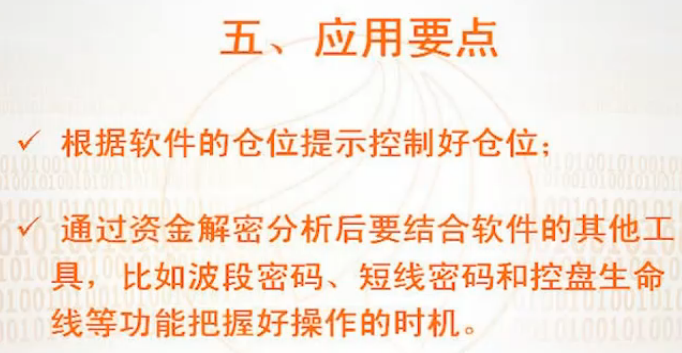 五、应用要点
✓ 根据软件的仓位提示控制好仓位；
✓ 通过资金解密分析后要结合软件的其他工
具，比如波段密码、短线密码和控盘生命
线等功能把握好操作的时机。